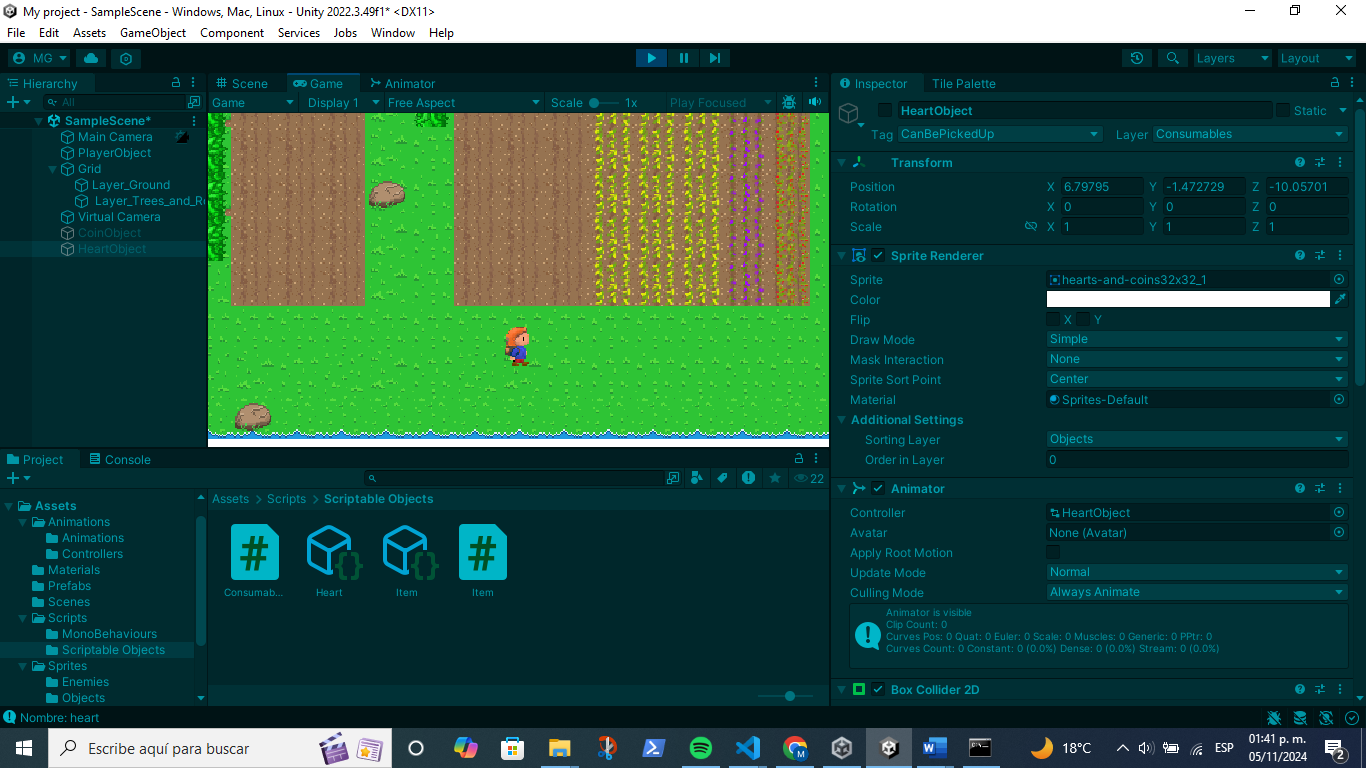 My project - SampleScene - Windows, Mac, Linux - Unity 2022.3.49f1* <DX11>
File Edit Assets GameObject Component Services Jobs Window Help
MG
Layers
Layout
Hierarchy
All
SampleScene*
Main Camera
PlayerObject
Grid
Layer_Ground
Layer_Trees_and_R
Virtual Camera
CoinObject
HeartObject
Scene
Game
Animator
Game
Display 1
Free Aspect
Scale
1x
Play Focused
Inspector
Tile Palette
HeartObject
Static
Tag CanBePickedUp
Layer Consumables
Transform
Position X 6.79795 Y -1.472729 Z -10.05701
Rotation X 0 Y 0 Z 0
Scale X 1 Y 1 Z 1
Sprite Renderer
Sprite hearts-and-coins32x32_1
Color
Flip X Y
Draw Mode Simple
Mask Interaction None
Sprite Sort Point Center
Material Sprites-Default
Additional Settings
Sorting Layer Objects
Order in Layer 0
Animator
Controller HeartObject
Avatar None (Avatar)
Apply Root Motion
Update Mode Normal
Culling Mode Always Animate
Animator is visible
Clip Count: 0
Curves Pos: 0 Quat: 0 Euler: 0 Scale: 0 Muscles: 0 Generic: 0 PPtr: 0
Curves Count: 0 Constant: 0 (0.0%) Dense: 0 (0.0%) Stream: 0 (0.0%)
Box Collider 2D
Project
Console
22
Assets
Animations
Animations
Controllers
Materials
Prefabs
Scenes
Scripts
MonoBehaviours
Scriptable Objects
Sprites
Enemies
Objects
Assets > Scripts > Scriptable Objects
Consumab...
Heart
Item
Item
Nombre: heart
Escribe aquí para buscar
18°C
ESP
01:41 p. m.
05/11/2024
2